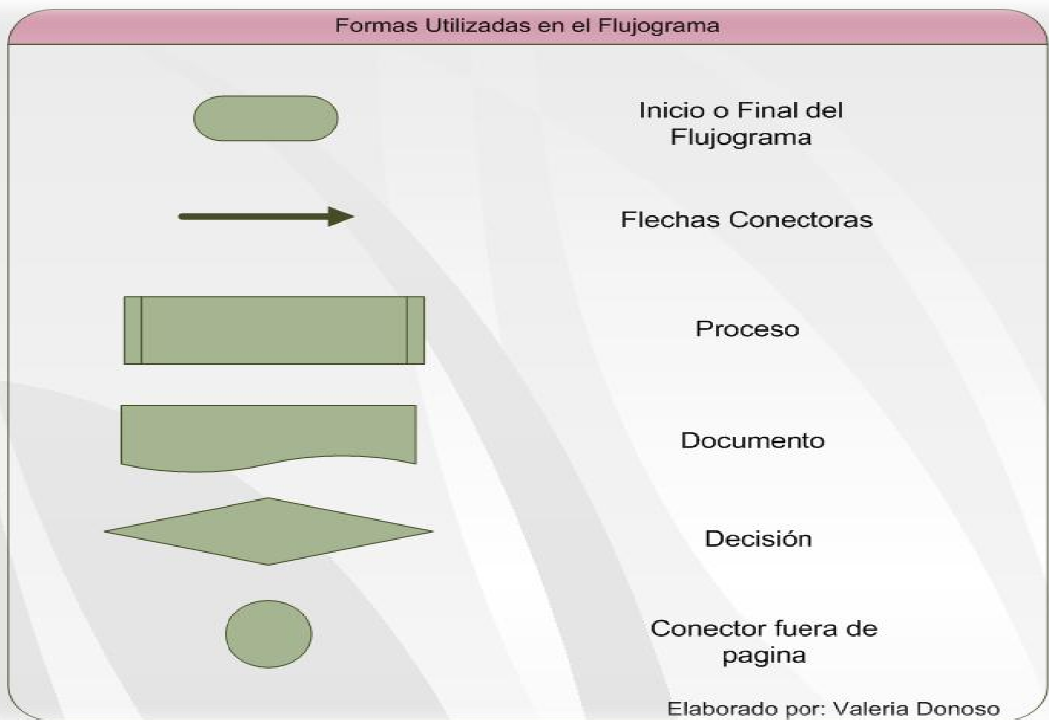 Formas Utilizadas en el Flujograma
Inicio o Final del
Flujograma
Flechas Conectoras
Proceso
Documento
Decisión
Conector fuera de
pagina
Elaborado por: Valeria Donoso